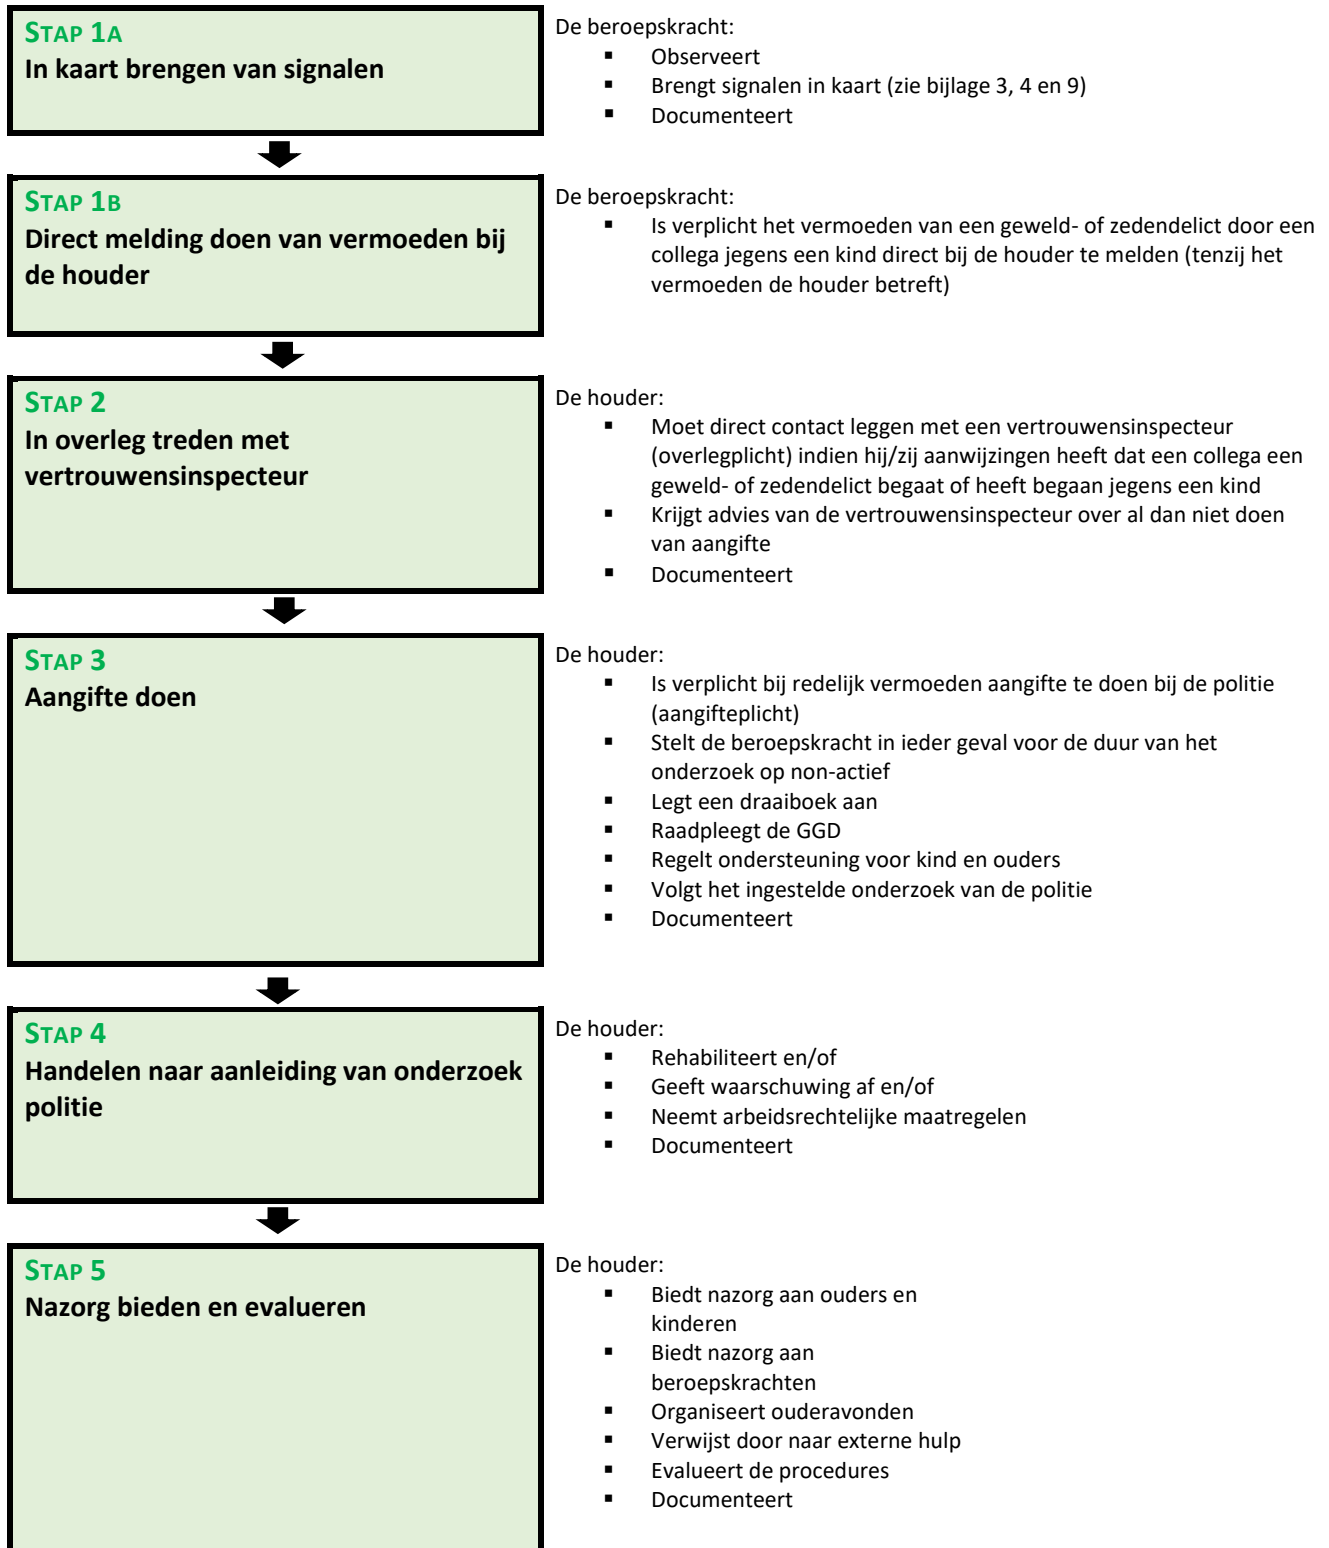 STAP 1A
In kaart brengen van signalen
De beroepskracht:
▪ Observeert
▪ Brengt signalen in kaart (zie bijlage 3, 4 en 9)
▪ Documenteert
STAP 1B
Direct melding doen van vermoeden bij
de houder
De beroepskracht:
▪ Is verplicht het vermoeden van een geweld- of zedendelict door een
collega jegens een kind direct bij de houder te melden (tenzij het
vermoeden de houder betreft)
STAP 2
In overleg treden met
vertrouwensinspecteur
De houder:
▪ Moet direct contact leggen met een vertrouwensinspecteur
(overlegplicht) indien hij/zij aanwijzingen heeft dat een collega een
geweld- of zedendelict begaat of heeft begaan jegens een kind
▪ Krijgt advies van de vertrouwensinspecteur over al dan niet doen
van aangifte
▪ Documenteert
STAP 3
Aangifte doen
De houder:
▪ Is verplicht bij redelijk vermoeden aangifte te doen bij de politie
(aangifteplicht)
▪ Stelt de beroepskracht in ieder geval voor de duur van het
onderzoek op non-actief
▪ Legt een draaiboek aan
▪ Raadpleegt de GGD
▪ Regelt ondersteuning voor kind en ouders
▪ Volgt het ingestelde onderzoek van de politie
▪ Documenteert
STAP 4
Handelen naar aanleiding van onderzoek
politie
De houder:
▪ Rehabiliteert en/of
▪ Geeft waarschuwing af en/of
▪ Neemt arbeidsrechtelijke maatregelen
▪ Documenteert
STAP 5
Nazorg bieden en evalueren
De houder:
▪ Biedt nazorg aan ouders en
kinderen
▪ Biedt nazorg aan
beroepskrachten
▪ Organiseert ouderavonden
▪ Verwijst door naar externe hulp
▪ Evalueert de procedures
▪ Documenteert